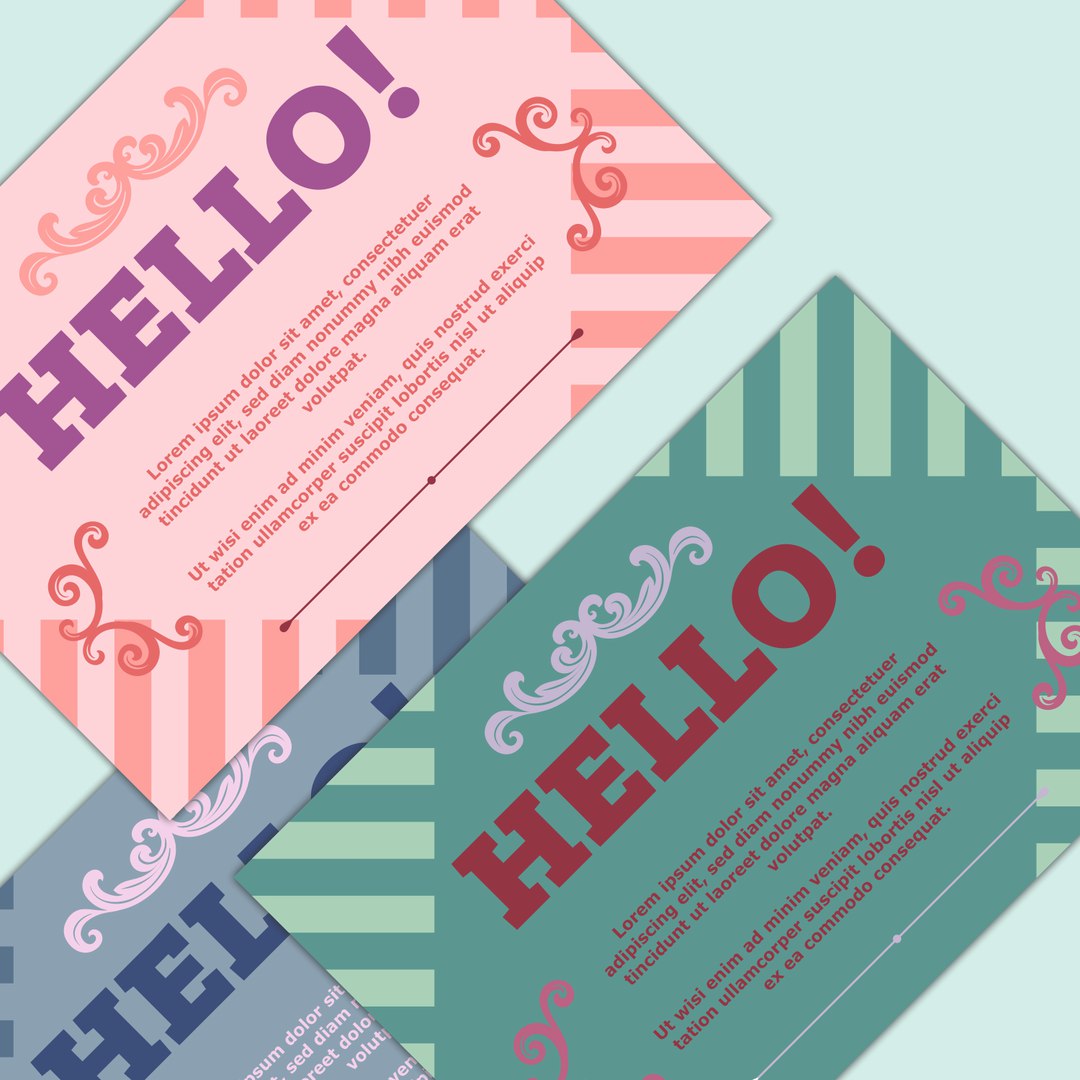 HELLO!
Lorem ipsum dolor sit amet, consectetuer
adipiscing elit, sed diam nonummy nibh euismod
tincidunt ut laoreet dolore magna aliquam erat
volutpat.
Ut wisi enim ad minim veniam, quis nostrud exerci
tation ullamcorper suscipit lobortis nisl ut aliquip
ex ea commodo consequat.
HELLO!
Lorem ipsum dolor sit amet, consectetuer
adipiscing elit, sed diam nonummy nibh euismod
tincidunt ut laoreet dolore magna aliquam erat
volutpat.
Ut wisi enim ad minim veniam, quis nostrud exerci
tation ullamcorper suscipit lobortis nisl ut aliquip
ex ea commodo consequat.
HEL
dolor sit
sed diam